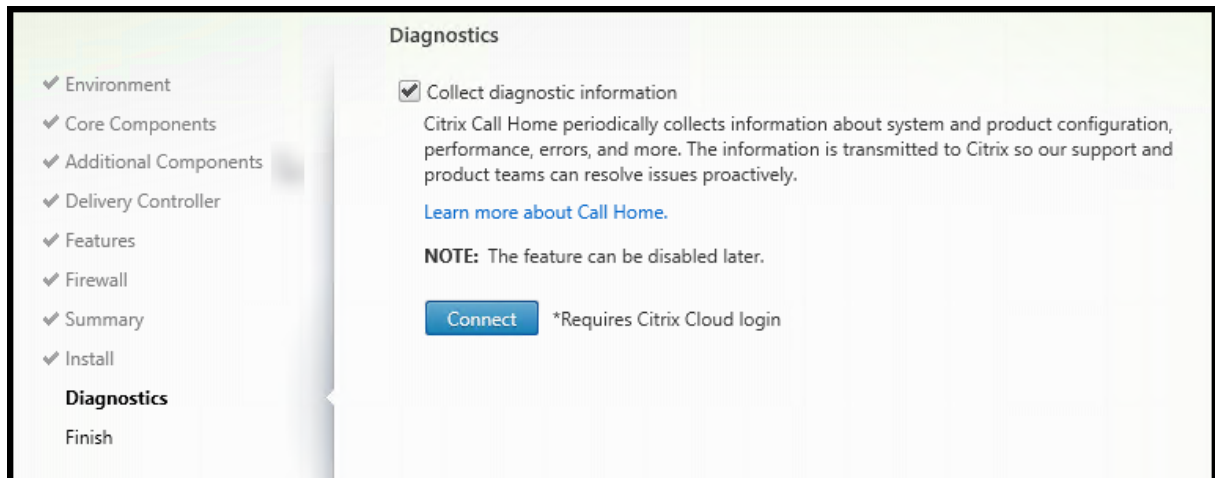 Diagnostics
Environment
Core Components
Additional Components
Delivery Controller
Features
Firewall
Summary
Install
Diagnostics
Finish
Collect diagnostic information
Citrix Call Home periodically collects information about system and product configuration,
performance, errors, and more. The information is transmitted to Citrix so our support and
product teams can resolve issues proactively.
Learn more about Call Home.
NOTE: The feature can be disabled later.
Connect *Requires Citrix Cloud login